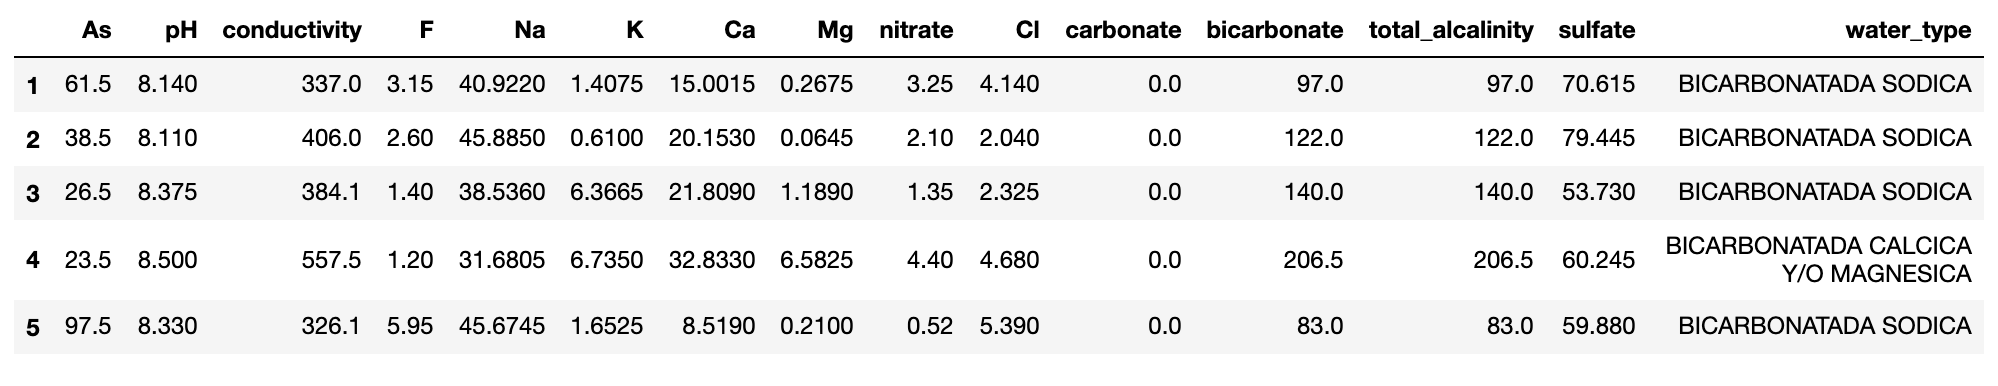 As pH conductivity F Na K Ca Mg nitrate Cl carbonate bicarbonate total_alcalinity sulfate water_type
1 61.5 8.140 337.0 3.15 40.9220 1.4075 15.0015 0.2675 3.25 4.140 0.0 97.0 97.0 70.615 BICARBONATADA SODICA
2 38.5 8.110 406.0 2.60 45.8850 0.6100 20.1530 0.0645 2.10 2.040 0.0 122.0 122.0 79.445 BICARBONATADA SODICA
3 26.5 8.375 384.1 1.40 38.5360 6.3665 21.8090 1.1890 1.35 2.325 0.0 140.0 140.0 53.730 BICARBONATADA SODICA
4 23.5 8.500 557.5 1.20 31.6805 6.7350 32.8330 6.5825 4.40 4.680 0.0 206.5 206.5 60.245 BICARBONATADA CALCICA
Y/O MAGNESICA
5 97.5 8.330 326.1 5.95 45.6745 1.6525 8.5190 0.2100 0.52 5.390 0.0 83.0 83.0 59.880 BICARBONATADA SODICA